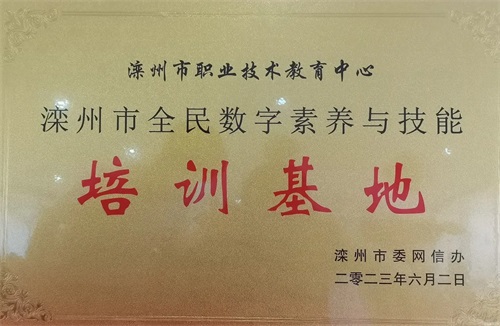 滦州市职业技术教育中心
滦州市全民数字素养与技能
培训基地
滦州市委网信办
二零二三年六月二日